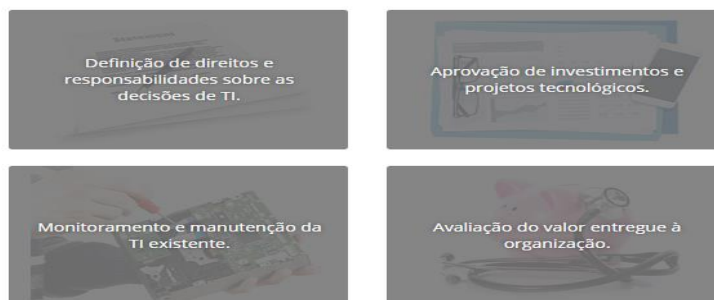 Definição de direitos e
responsabilidades sobre as
decisões de TI.
Aprovação de investimentos e
projetos tecnológicos.
Monitoramento e manutenção da
TI existente.
Avaliação do valor entregue à
organização.